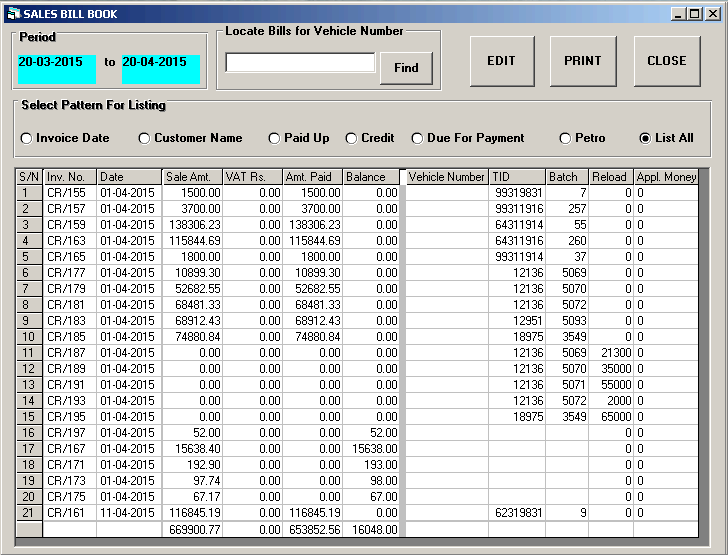 SALES BILL BOOK
Period
20-03-2015 to 20-04-2015
Locate Bills for Vehicle Number
Find
EDIT PRINT CLOSE
Select Pattern For Listing
Invoice Date Customer Name Paid Up Credit Due For Payment Petro List All
S/N Inv. No. Date Sale Amt. VAT Rs. Amt. Paid Balance Vehicle Number TID Batch Reload Appl. Money
1 CR/155 01-04-2015 1500.00 0.00 1500.00 0.00 99319831 7 0 0
2 CR/157 01-04-2015 3700.00 0.00 3700.00 0.00 99311916 257 0 0
3 CR/159 01-04-2015 138306.23 0.00 138306.23 0.00 64311914 55 0 0
4 CR/163 01-04-2015 115844.69 0.00 115844.69 0.00 64311916 260 0 0
5 CR/165 01-04-2015 1800.00 0.00 1800.00 0.00 99311914 37 0 0
6 CR/177 01-04-2015 10899.30 0.00 10899.30 0.00 12136 5069 0 0
7 CR/179 01-04-2015 52682.55 0.00 52682.55 0.00 12136 5070 0 0
8 CR/181 01-04-2015 68481.33 0.00 68481.33 0.00 12136 5072 0 0
9 CR/183 01-04-2015 68912.43 0.00 68912.43 0.00 12951 5093 0 0
10 CR/185 01-04-2015 74880.84 0.00 74880.84 0.00 18975 3549 0 0
11 CR/187 01-04-2015 0.00 0.00 0.00 0.00 12136 5069 21300 0
12 CR/189 01-04-2015 0.00 0.00 0.00 0.00 12136 5070 35000 0
13 CR/191 01-04-2015 0.00 0.00 0.00 0.00 12136 5071 55000 0
14 CR/193 01-04-2015 0.00 0.00 0.00 0.00 12136 5072 2000 0
15 CR/195 01-04-2015 0.00 0.00 0.00 0.00 18975 3549 65000 0
16 CR/197 01-04-2015 52.00 0.00 0.00 52.00 0 0
17 CR/167 01-04-2015 15638.40 0.00 0.00 15638.00 0 0
18 CR/171 01-04-2015 192.90 0.00 0.00 193.00 0 0
19 CR/173 01-04-2015 97.74 0.00 0.00 98.00 0 0
20 CR/175 01-04-2015 67.17 0.00 0.00 67.00 0 0
21 CR/161 11-04-2015 116845.19 0.00 116845.19 0.00 62319831 9 0 0
669900.77 0.00 653852.56 16048.00